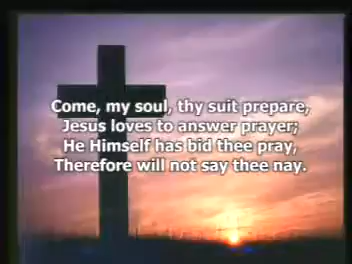 Come, my soul, thy suit prepare,
Jesus loves to answer prayer;
He Himself has bid thee pray,
Therefore will not say thee nay.